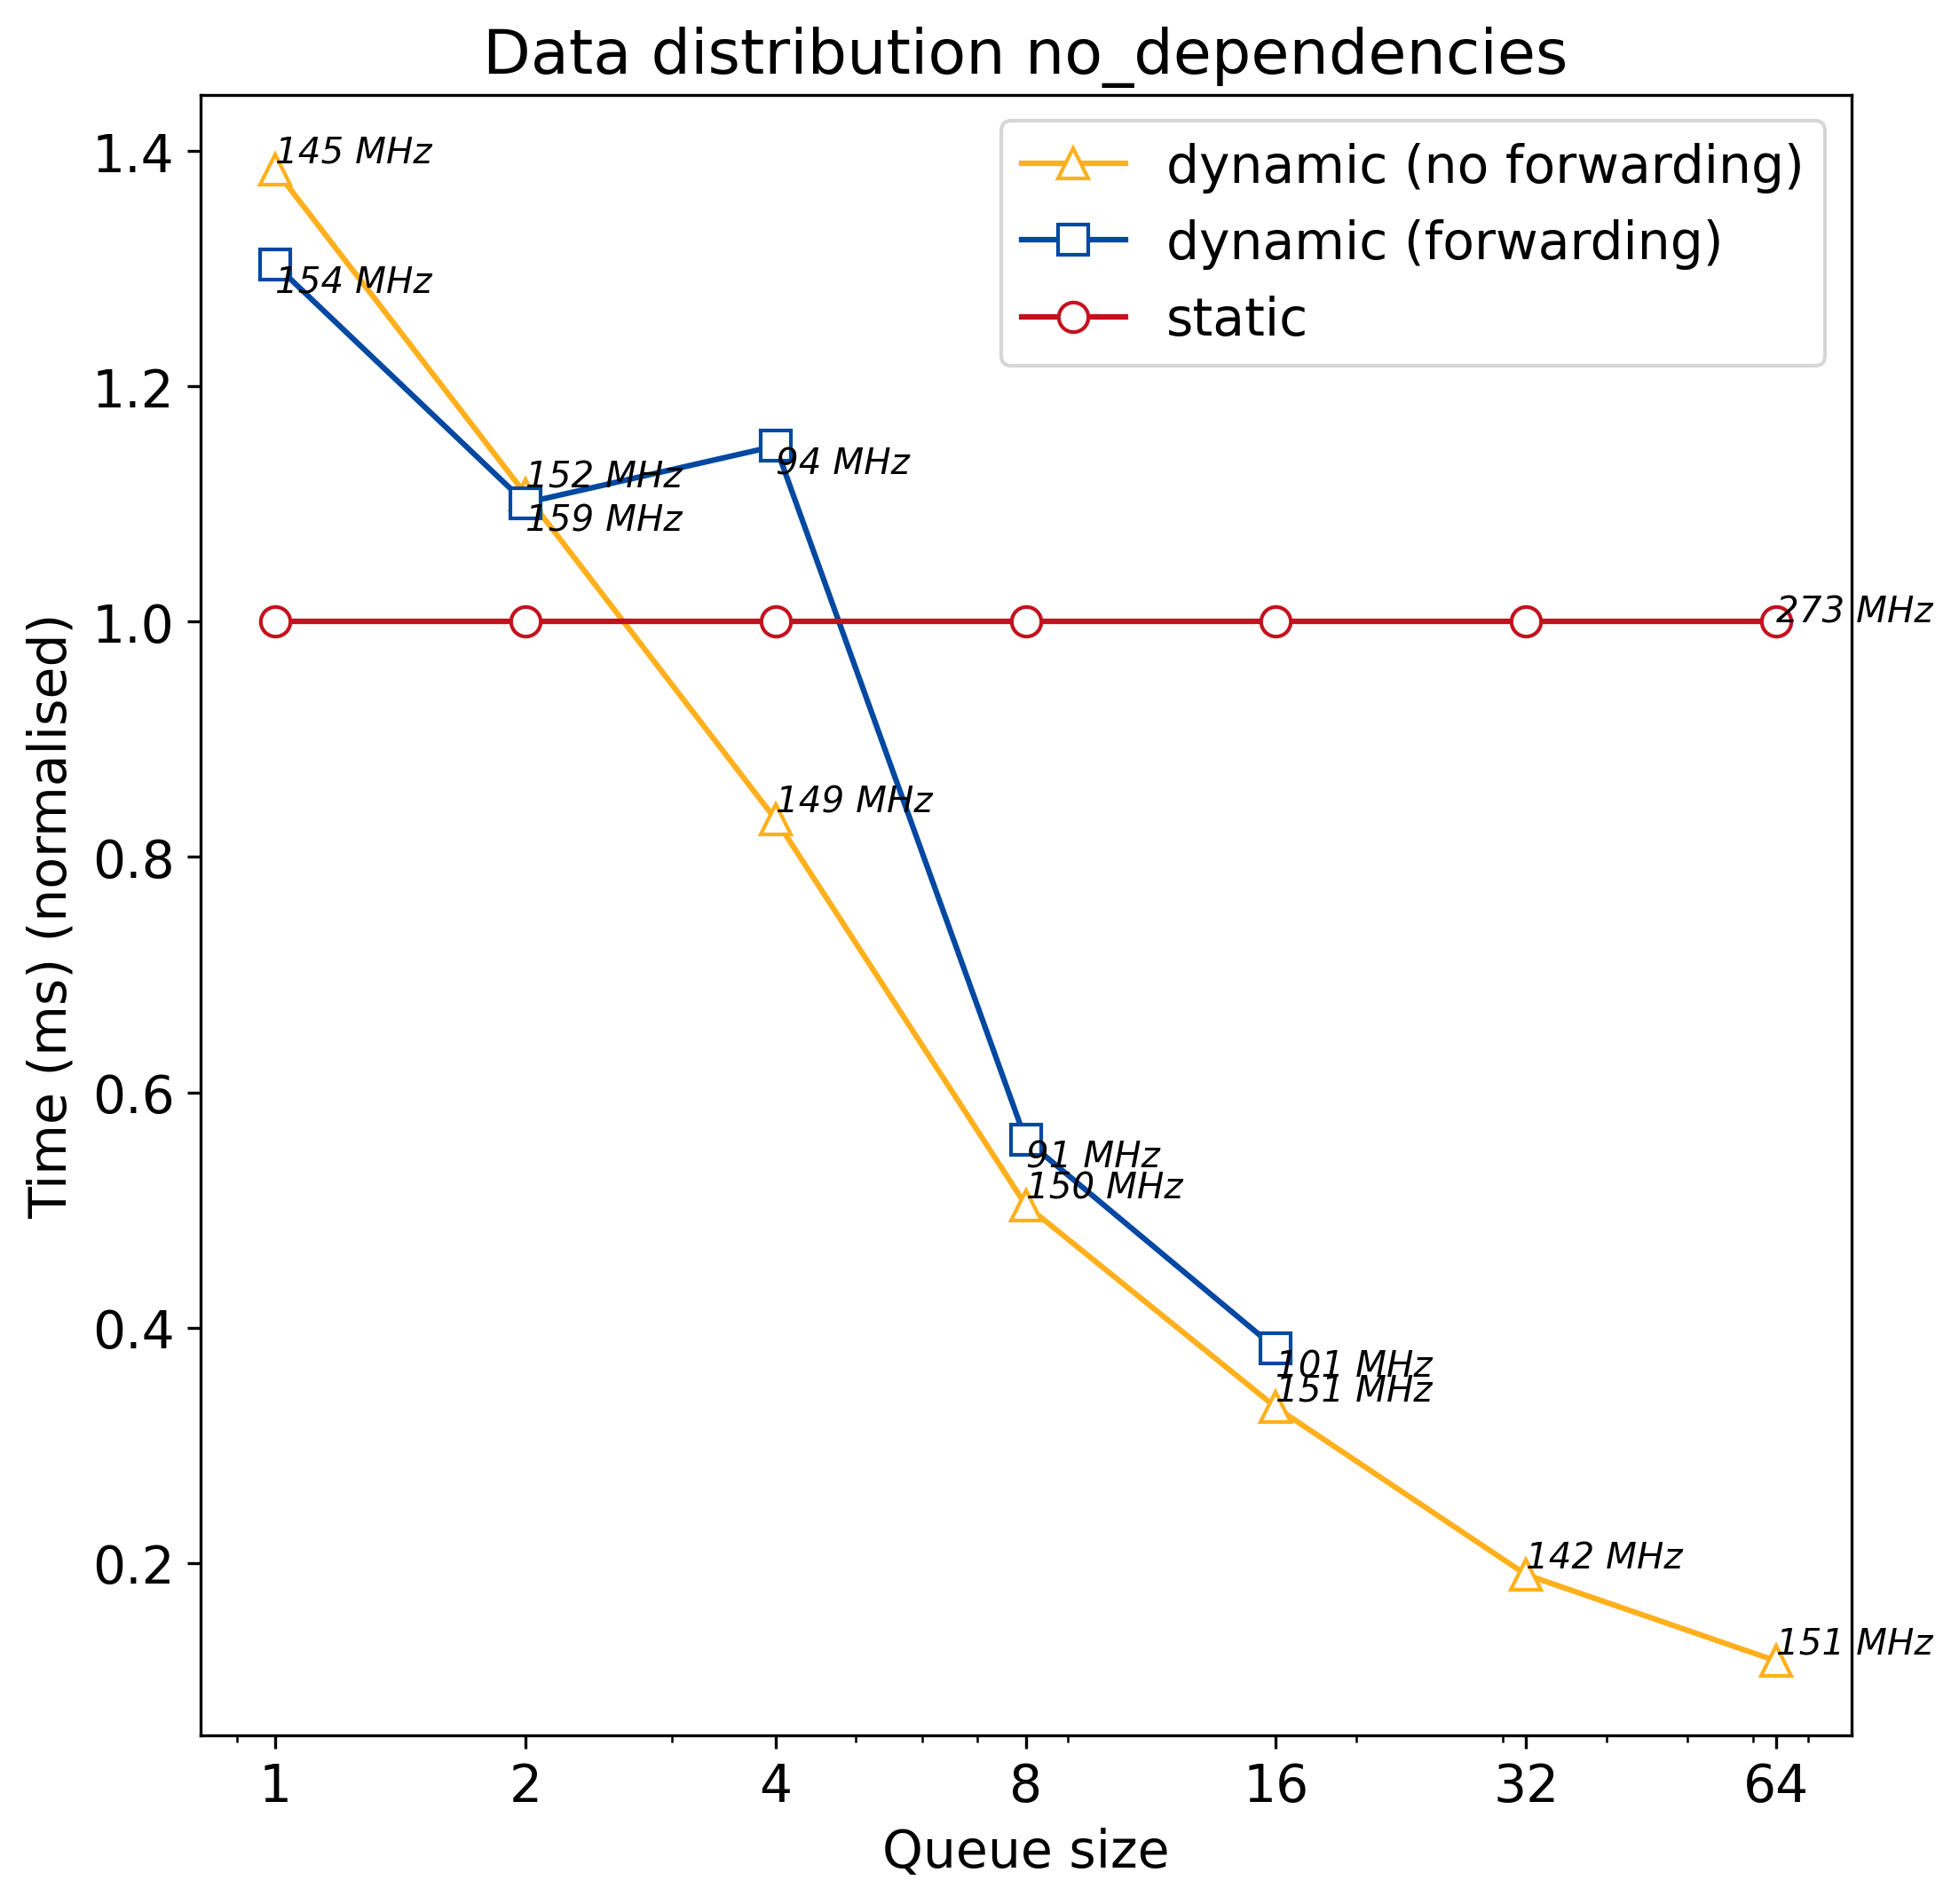 Data distribution no_dependencies
dynamic (no forwarding)
dynamic (forwarding)
static
Time (ms) (normalised)
1.4
1.2
1.0
0.8
0.6
0.4
0.2
145 MHz
154 MHz
152 MHz
159 MHz
94 MHz
273 MHz
149 MHz
91 MHz
150 MHz
101 MHz
151 MHz
142 MHz
151 MHz
1 2 4 8 16 32 64
Queue size